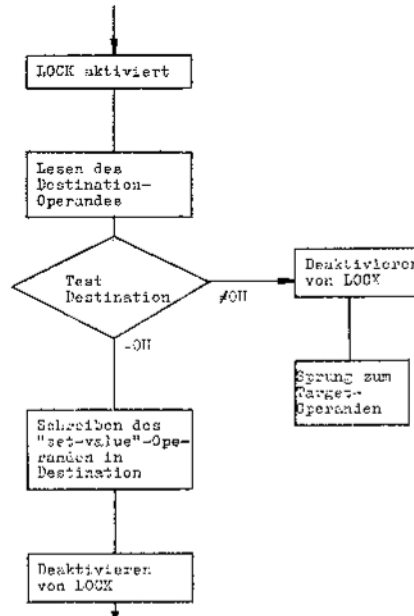 LOCK aktiviert
Lesen des
Destination-
Operandes
Test
Destination
≠0H
=0H
Deaktivieren
von LOCK
Sprung zum
Target-
Operanden
Schreiben des
"set-value"-Ope-
randen in
Destination
Deaktivieren
von LOCK